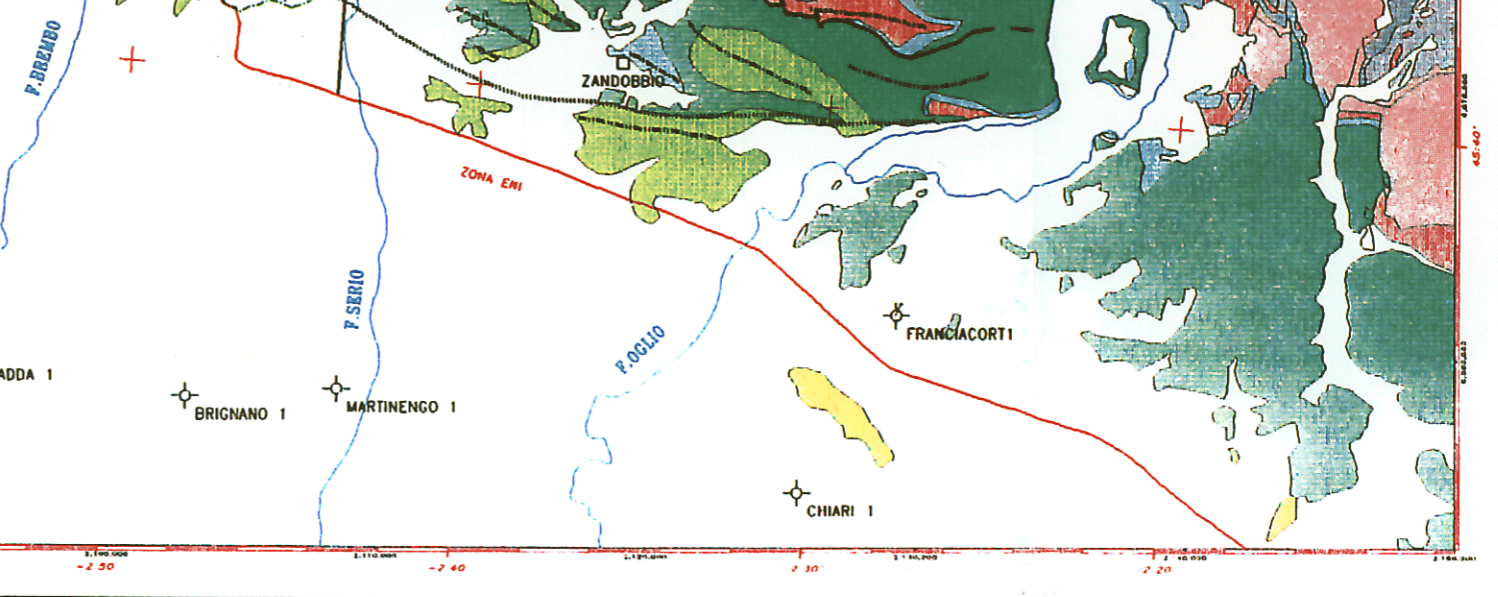 F.BREMBO
ZANDOBBIO
45:40'
ZONA ENI
F.SERIO
F.OGLIO
FRANCIACORT1
ADDA 1
BRIGNANO 1
MARTINENGO 1
CHIARI 1
-2 50
-2 40
2 30'
-2 20